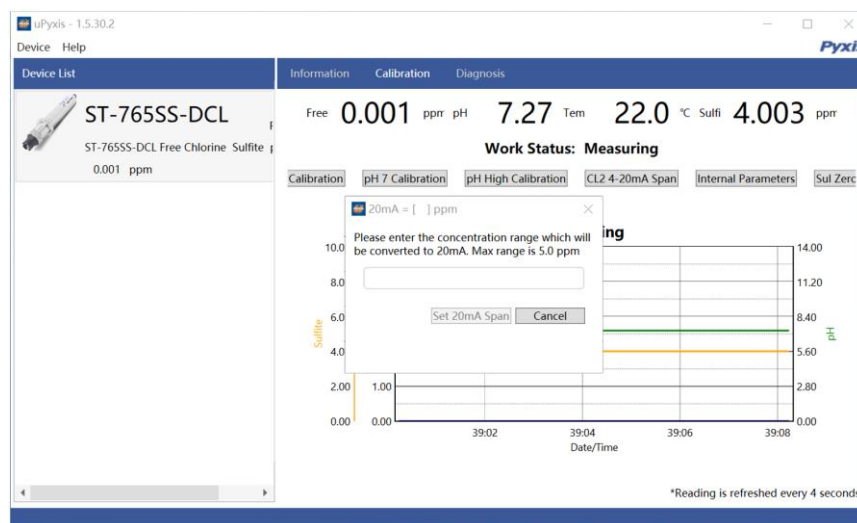 uPyxis - 1.5.30.2
Device Help
Pyxis
Device List
Information Calibration Diagnosis
ST-765SS-DCL
ST-765SS-DCL Free Chlorine Sulfite
0.001 ppm
Free 0.001 ppm pH 7.27 Tem 22.0 °C Sulfi 4.003 ppm
Work Status: Measuring
Calibration pH 7 Calibration pH High Calibration CL2 4-20mA Span Internal Parameters Sul Zero
20mA = [ ] ppm
Please enter the concentration range which will
be converted to 20mA. Max range is 5.0 ppm
Set 20mA Span Cancel
ing
10.0 14.00
8.0 11.20
6.0 8.40
Sulfite pH
4.0 5.60
2.00 1.00 2.80
0.00 0.00 0.00
39:02 39:04 39:06 39:08
Date/Time
*Reading is refreshed every 4 seconds